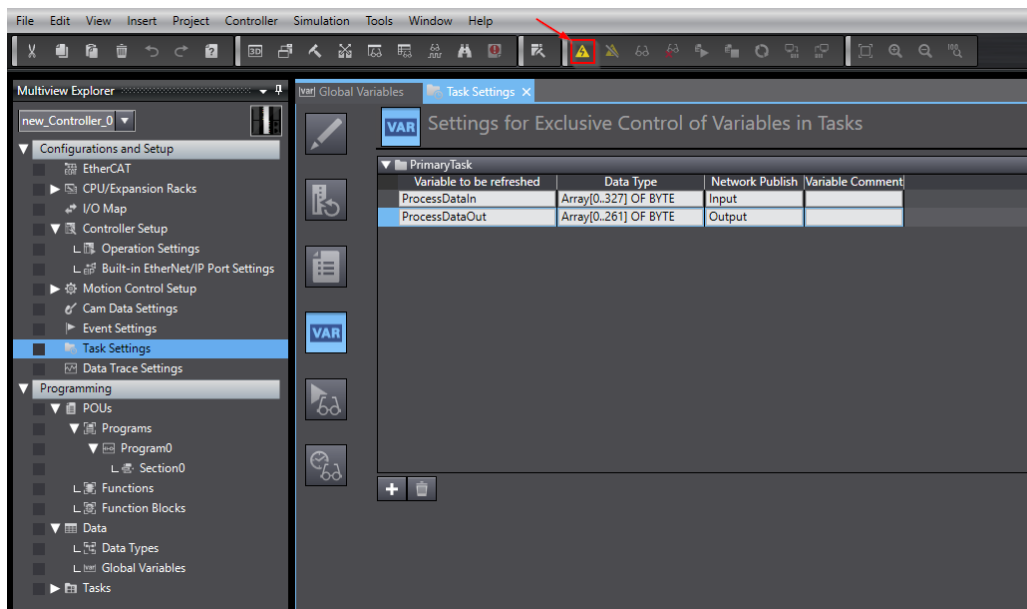 File Edit View Insert Project Controller Simulation Tools Window Help
3D
Multiview Explorer
new_Controller_0
Configurations and Setup
EtherCAT
CPU/Expansion Racks
I/O Map
Controller Setup
Operation Settings
Built-in EtherNet/IP Port Settings
Motion Control Setup
Cam Data Settings
Event Settings
Task Settings
Data Trace Settings
Programming
POUs
Programs
Program0
Section0
Functions
Function Blocks
Data
Data Types
Global Variables
Tasks
var Global Variables Task Settings
VAR Settings for Exclusive Control of Variables in Tasks
PrimaryTask
Variable to be refreshed Data Type Network Publish Variable Comment
ProcessDataIn Array[0..327] OF BYTE Input
ProcessDataOut Array[0..261] OF BYTE Output
VAR